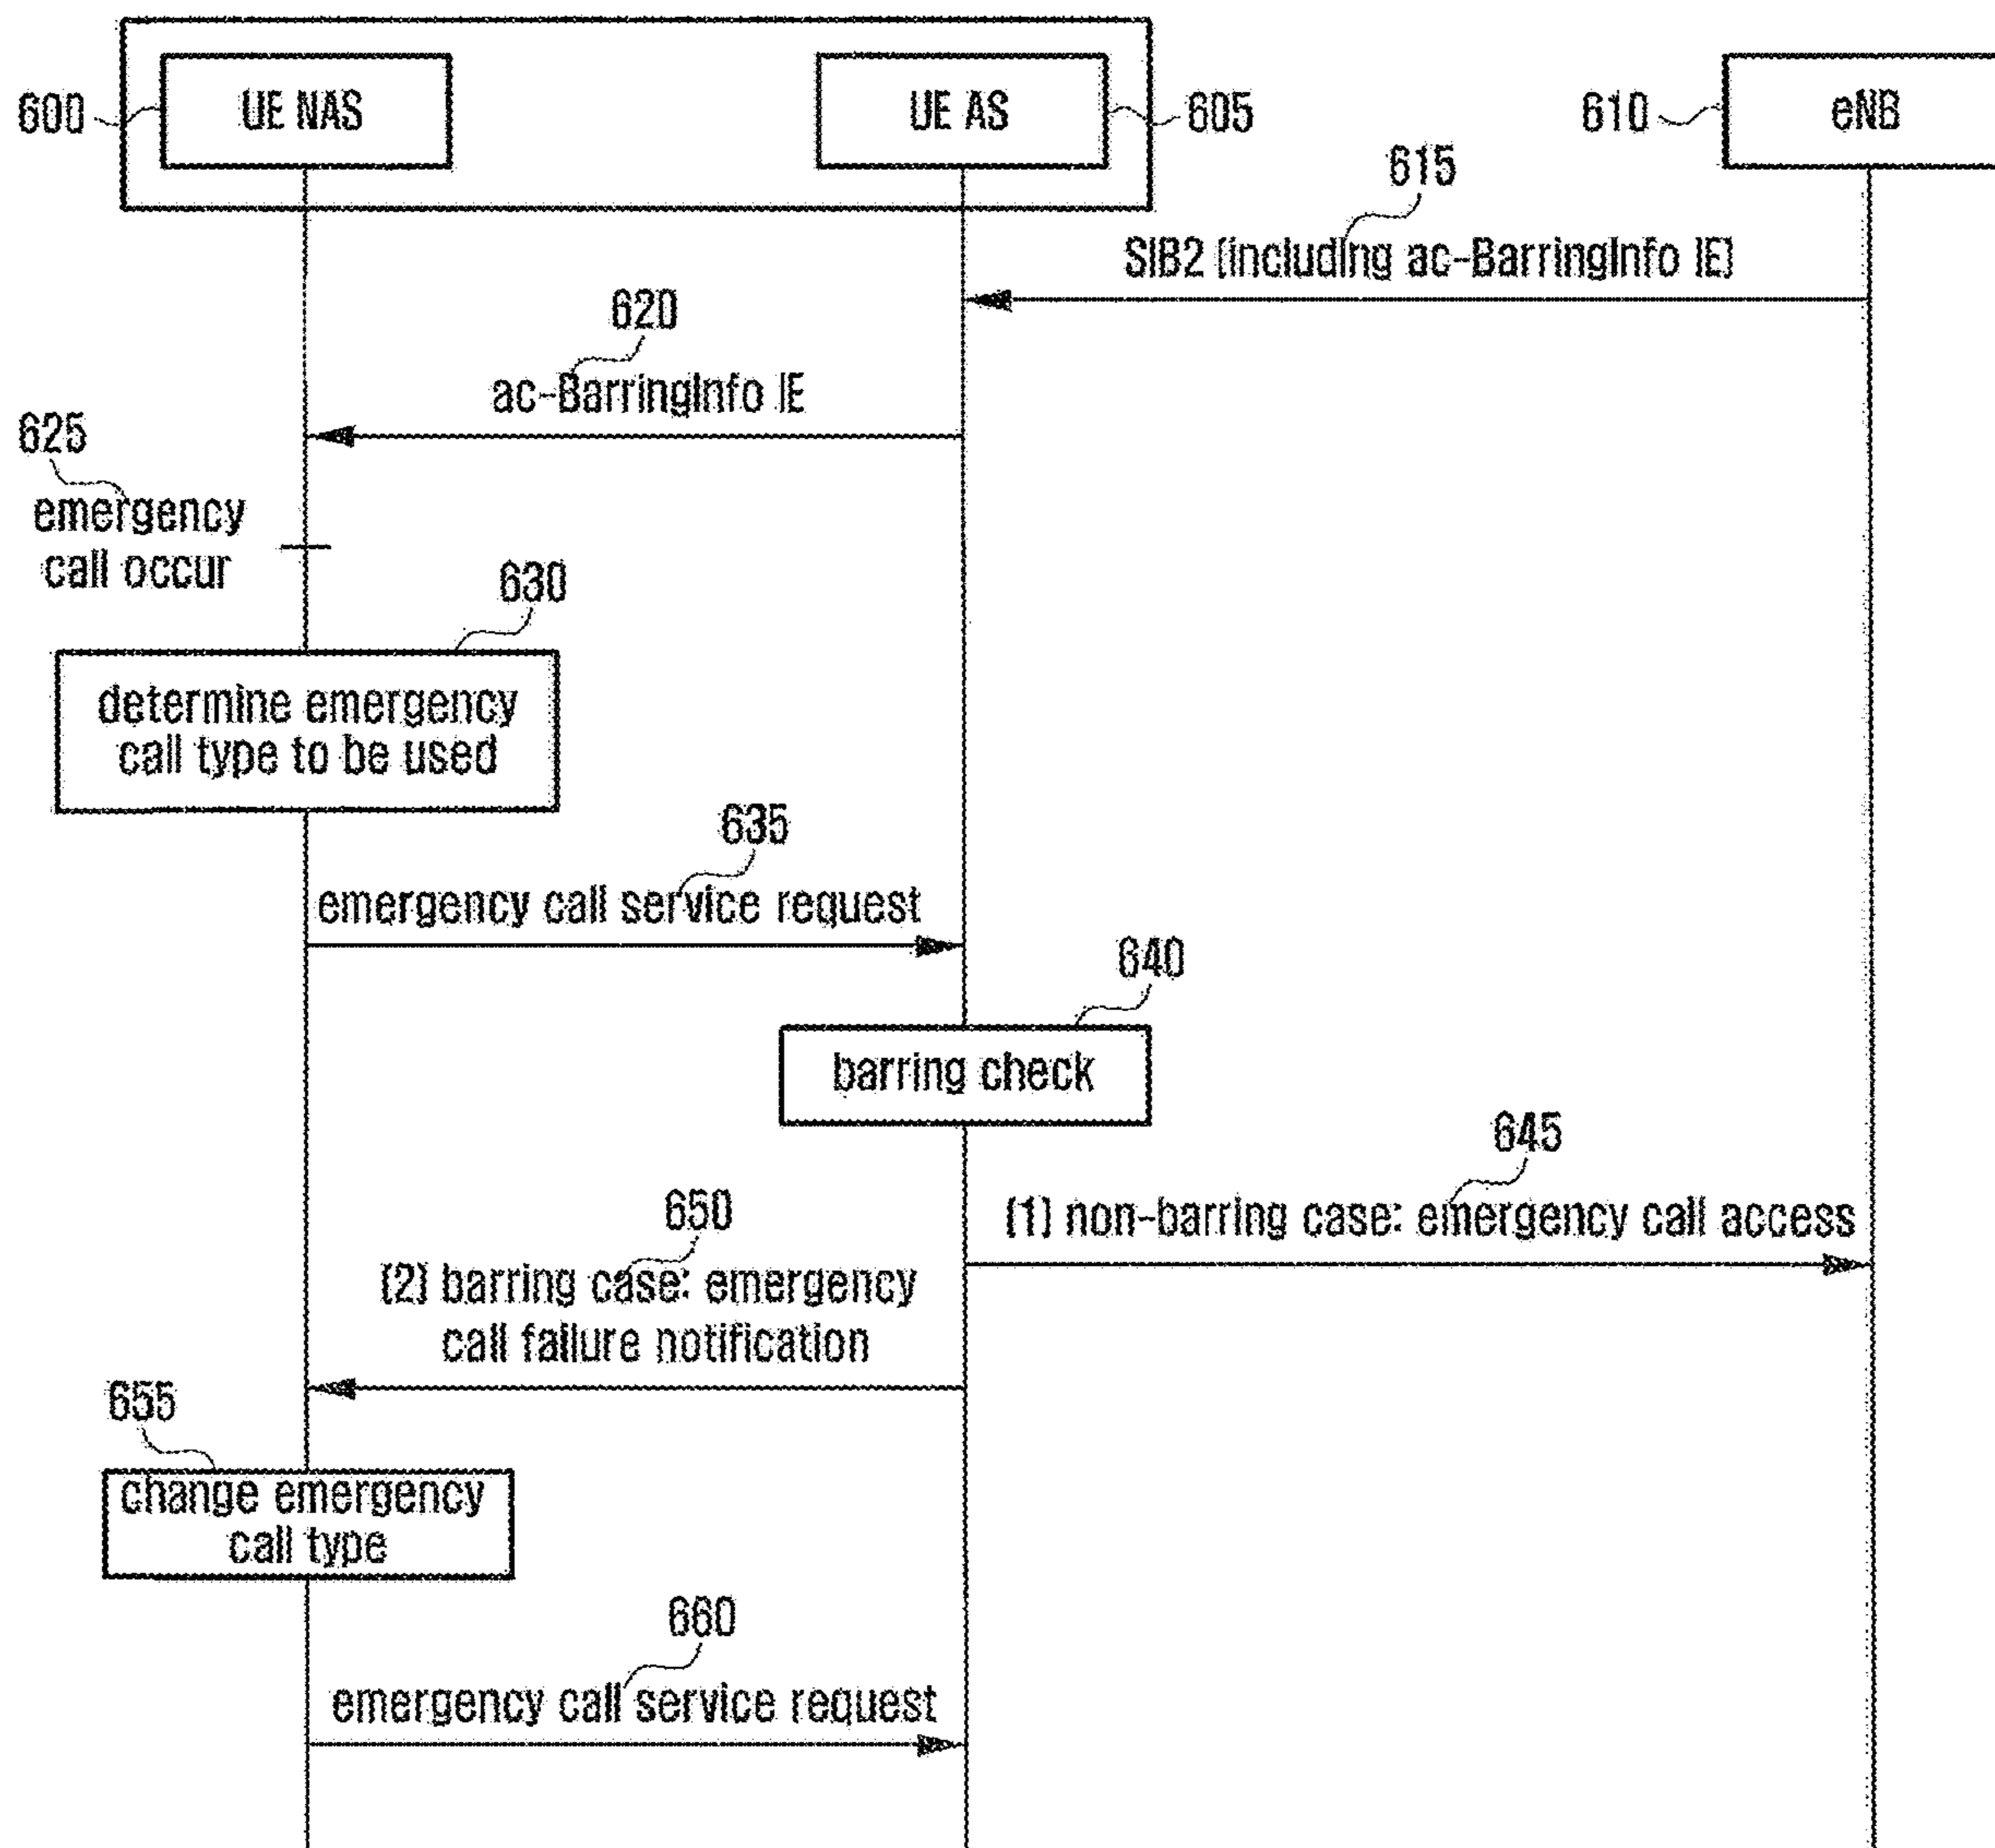 600
UE NAS
UE AS
605
610
eNB
615
SIB2 (including ac-BarringInfo IE)
620
ac-BarringInfo IE
625
emergency
call occur
630
determine emergency
call type to be used
635
emergency call service request
640
barring check
645
(1) non-barring case: emergency call access
650
(2) barring case: emergency
call failure notification
655
change emergency
call type
660
emergency call service request